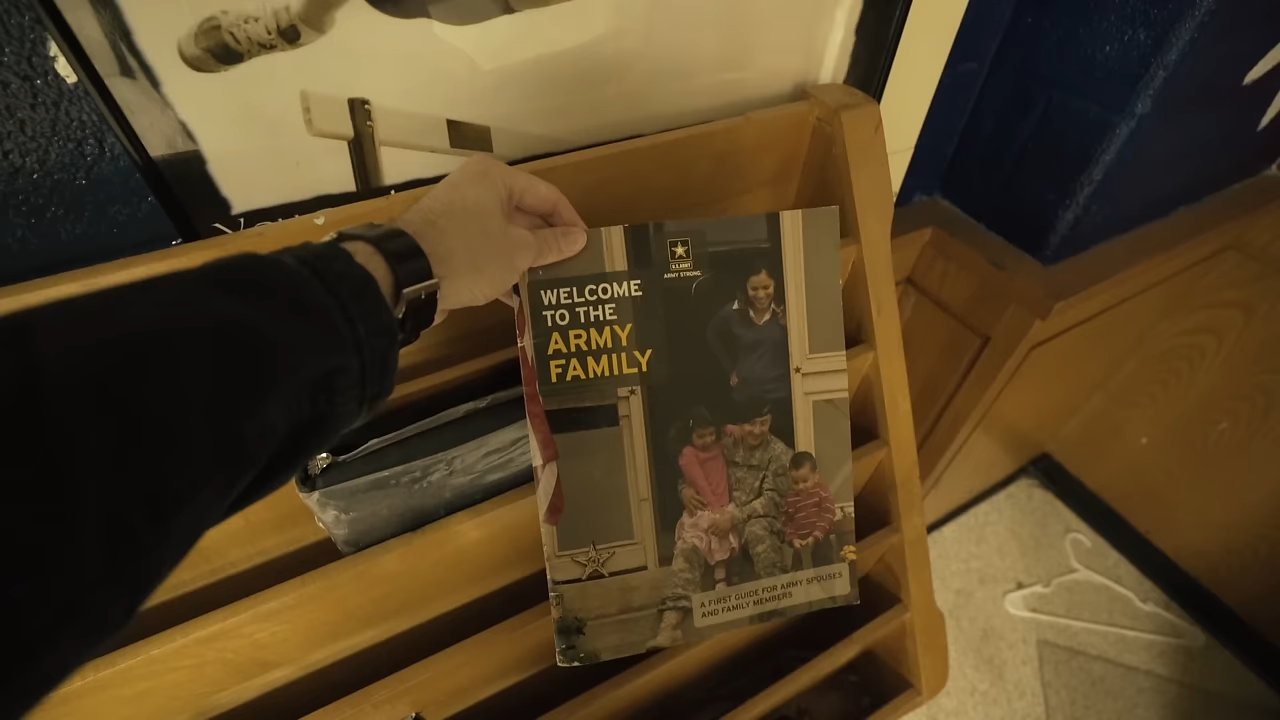 U.S. ARMY
ARMY STRONG.
WELCOME
TO THE
ARMY
FAMILY
A FIRST GUIDE FOR ARMY SPOUSES
AND FAMILY MEMBERS